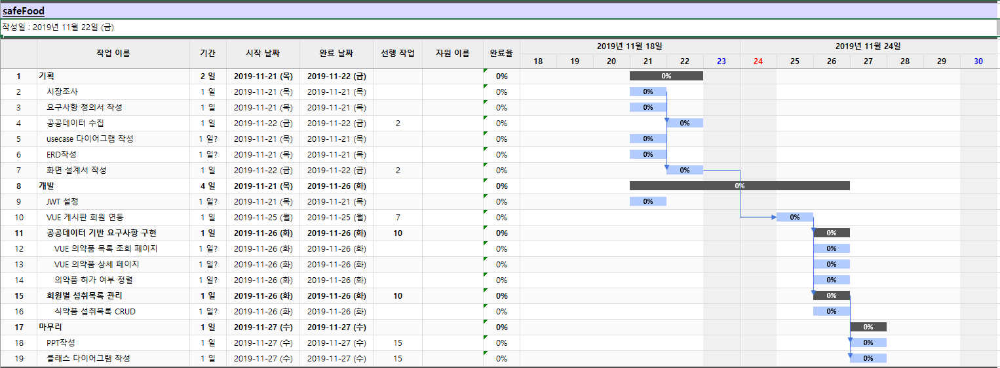 safeFood
작성일 : 2019년 11월 22일 (금)
작업 이름 기간 시작 날짜 완료 날짜 선행 작업 자원 이름 완료율 2019년 11월 18일 2019년 11월 24일
18 19 20 21 22 23 24 25 26 27 28 29 30
1 기획 2 일 2019-11-21 (목) 2019-11-22 (금) 0% 0%
2 시장조사 1 일 2019-11-21 (목) 2019-11-21 (목) 0% 0%
3 요구사항 정의서 작성 1 일 2019-11-21 (목) 2019-11-21 (목) 0% 0%
4 공공데이터 수집 1 일 2019-11-22 (금) 2019-11-22 (금) 2 0% 0%
5 usecase 다이어그램 작성 1 일? 2019-11-21 (목) 2019-11-21 (목) 0% 0%
6 ERD작성 1 일? 2019-11-21 (목) 2019-11-21 (목) 0% 0%
7 화면 설계서 작성 1 일 2019-11-22 (금) 2019-11-22 (금) 2 0% 0%
8 개발 4 일 2019-11-21 (목) 2019-11-26 (화) 0% 0%
9 JWT 설정 1 일? 2019-11-21 (목) 2019-11-21 (목) 0% 0%
10 VUE 게시판 회원 연동 1 일 2019-11-25 (월) 2019-11-25 (월) 7 0% 0%
11 공공데이터 기반 요구사항 구현 1 일 2019-11-26 (화) 2019-11-26 (화) 10 0% 0%
12 VUE 의약품 목록 조회 페이지 1 일? 2019-11-26 (화) 2019-11-26 (화) 0% 0%
13 VUE 의약품 상세 페이지 1 일? 2019-11-26 (화) 2019-11-26 (화) 0% 0%
14 의약품 허가 여부 정렬 1 일? 2019-11-26 (화) 2019-11-26 (화) 0% 0%
15 회원별 섭취목록 관리 1 일 2019-11-26 (화) 2019-11-26 (화) 10 0% 0%
16 식약품 섭취목록 CRUD 1 일? 2019-11-26 (화) 2019-11-26 (화) 0% 0%
17 마무리 1 일 2019-11-27 (수) 2019-11-27 (수) 0% 0%
18 PPT작성 1 일 2019-11-27 (수) 2019-11-27 (수) 15 0% 0%
19 클래스 다이어그램 작성 1 일 2019-11-27 (수) 2019-11-27 (수) 15 0% 0%